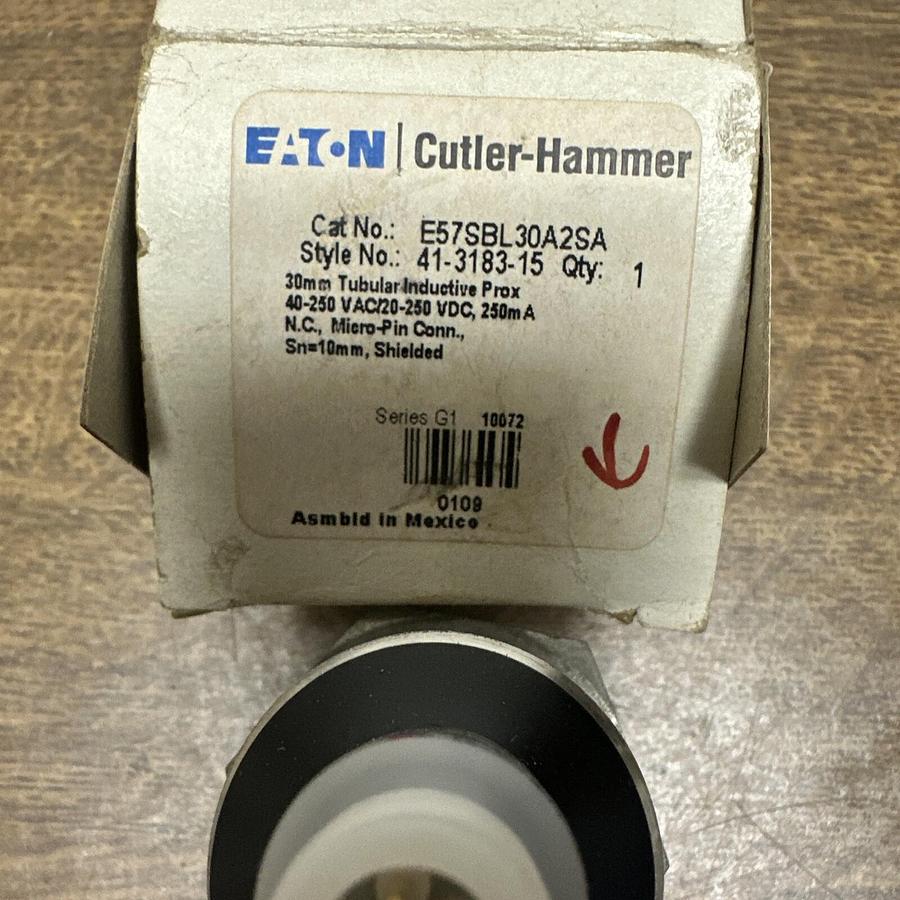 EATON | Cutler-Hammer
Cat No.: E57SBL30A2SA
Style No.: 41-3183-15 Qty: 1
30mm Tubular Inductive Prox
40-250 VAC/20-250 VDC, 250mA
N.C., Micro-Pin Conn.,
Sn=10mm, Shielded
Series G1 10072
0109
Asmbld in Mexico